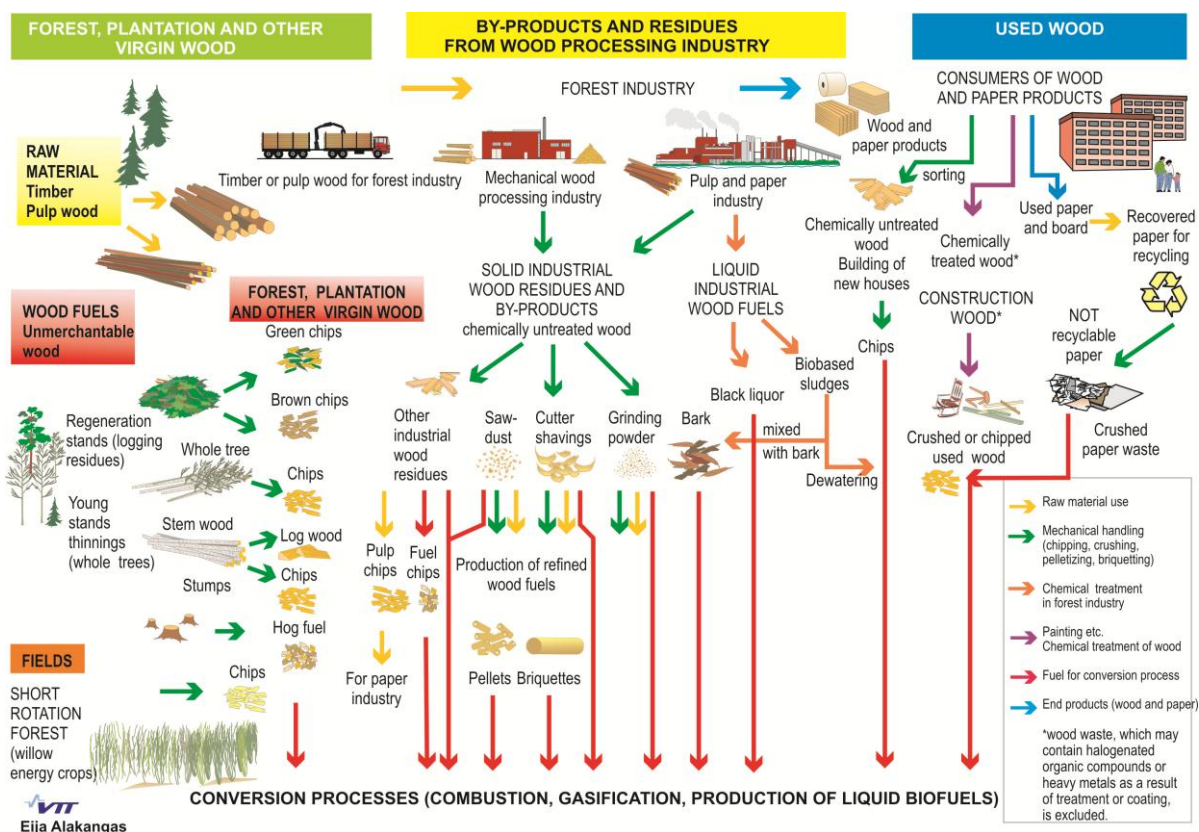 FOREST, PLANTATION AND OTHER
VIRGIN WOOD
BY-PRODUCTS AND RESIDUES
FROM WOOD PROCESSING INDUSTRY
USED WOOD
RAW
MATERIAL
Timber
Pulp wood
Timber or pulp wood for forest industry
FOREST INDUSTRY
Mechanical wood
processing industry
Pulp and paper
industry
Wood and
paper products
CONSUMERS OF WOOD
AND PAPER PRODUCTS
sorting
Chemically untreated
wood
Building of
new houses
Chemically
treated wood*
Used paper
and board
Recovered
paper for
recycling
WOOD FUELS
Unmerchantable
wood
FOREST, PLANTATION
AND OTHER VIRGIN WOOD
Green chips
Brown chips
Regeneration
stands (logging
residues)
Whole tree
Chips
Young
stands
thinnings
(whole trees)
Stem wood
Log wood
Chips
Stumps
Hog fuel
FIELDS
Chips
SHORT
ROTATION
FOREST
(willow
energy crops)
SOLID INDUSTRIAL
WOOD RESIDUES AND
BY-PRODUCTS
chemically untreated wood
LIQUID
INDUSTRIAL
WOOD FUELS
Other
industrial
wood
residues
Saw-
dust
Cutter
shavings
Grinding
powder
Bark
Black liquor
Biobased
sludges
mixed
with bark
Dewatering
Chips
Pulp
chips
Fuel
chips
Production of refined
wood fuels
For paper
industry
Pellets
Briquettes
CONSTRUCTION
WOOD*
NOT
recyclable
paper
Crushed or chipped
used wood
Crushed
paper waste
Raw material use
Mechanical handling
(chipping, crushing,
pelletizing, briquetting)
Chemical treatment
in forest industry
Painting etc.
Chemical treatment of wood
Fuel for conversion process
End products (wood and paper)
*wood waste, which may
contain halogenated
organic compounds or
heavy metals as a result
of treatment or coating,
is excluded.
CONVERSION PROCESSES (COMBUSTION, GASIFICATION, PRODUCTION OF LIQUID BIOFUELS)
VTT
Eija Alakangas